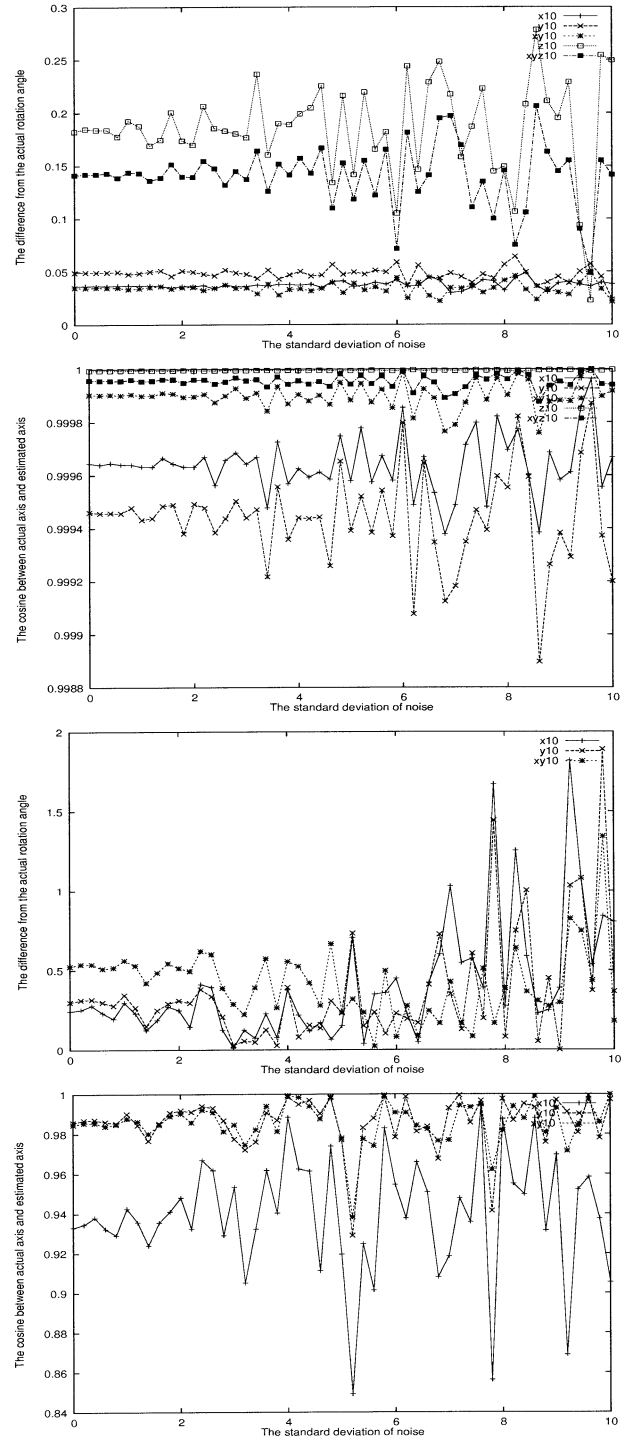 The difference from the actual rotation angle
0.3
0.25
0.2
0.15
0.1
0.05
0
x10
y10
xy10
z10
xyz10
0
2
4
6
8
10
The standard deviation of noise
The cosine between actual axis and estimated axis
1
0.9998
0.9996
0.9994
0.9992
0.999
0.9988
x10
y10
xy10
z10
xyz10
0
2
4
6
8
10
The standard deviation of noise
The difference from the actual rotation angle
2
1.5
1
0.5
0
x10
y10
xy10
0
2
4
6
8
10
The standard deviation of noise
The cosine between actual axis and estimated axis
1
0.98
0.96
0.94
0.92
0.9
0.88
0.86
0.84
x10
y10
xy10
0
2
4
6
8
10
The standard deviation of noise